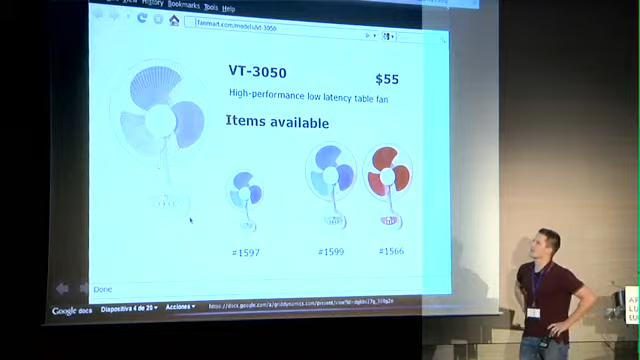 History Bookmarks Tools Help
fanmart.com/models/vt-3050
VT-3050
$55
High-performance low latency table fan
Items available
#1597
#1599
#1566
Done
Google docs
Diapositiva 4 de 20
Acciones